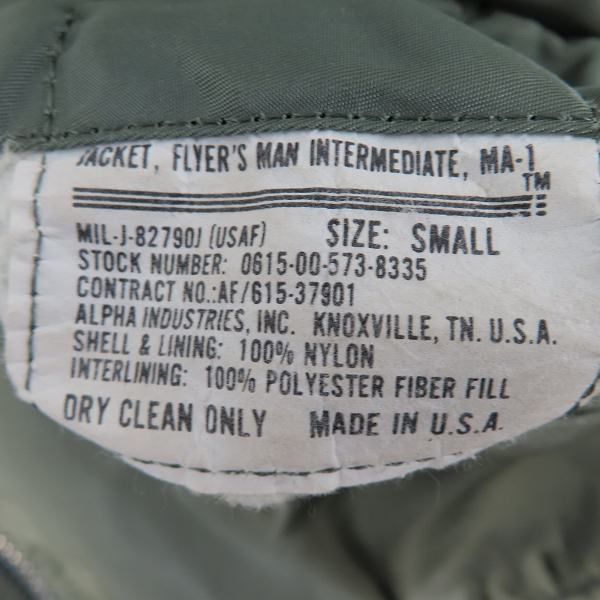 JACKET, FLYER'S MAN INTERMEDIATE, MA-1
TM
MIL-J-82790J (USAF) SIZE: SMALL
STOCK NUMBER: 0615-00-573-8335
CONTRACT NO.:AF/615-37901
ALPHA INDUSTRIES, INC. KNOXVILLE, TN. U.S.A.
SHELL & LINING: 100% NYLON
INTERLINING: 100% POLYESTER FIBER FILL
DRY CLEAN ONLY MADE IN U.S.A.